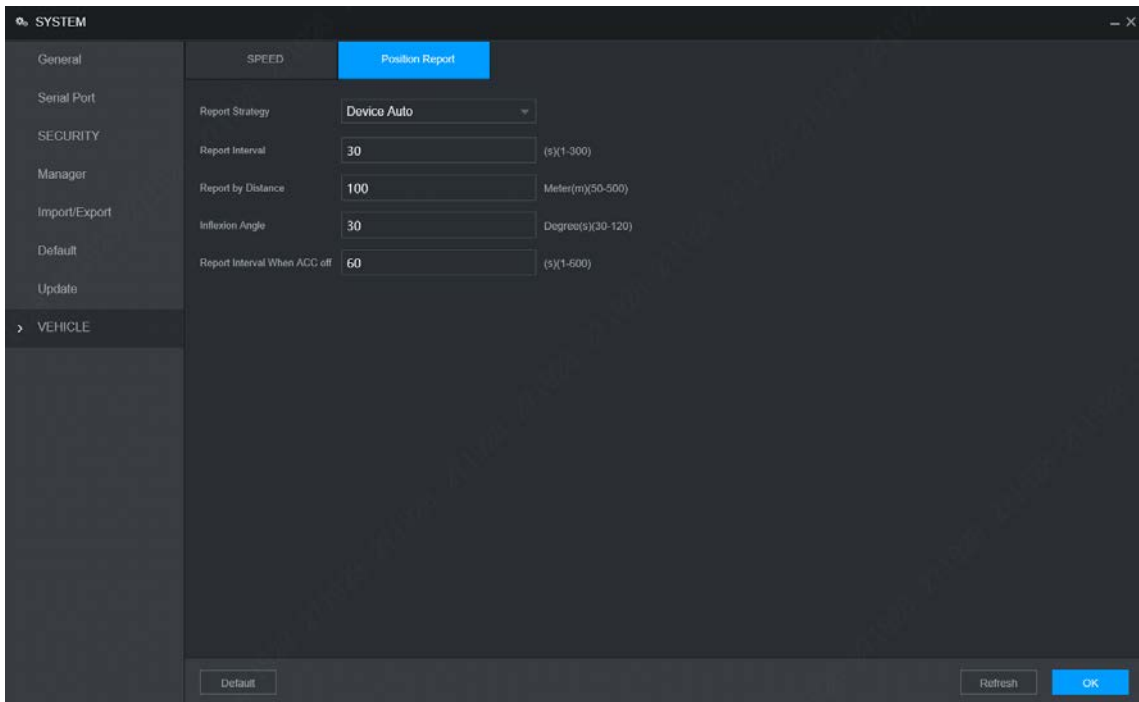 SYSTEM
General
Serial Port
SECURITY
Manager
Import/Export
Default
Update
VEHICLE
SPEED
Position Report
Report Strategy
Device Auto
Report Interval
30
(s)(1-300)
Report by Distance
100
Meter(m)(50-500)
Inflexion Angle
30
Degree(s)(30-120)
Report Interval When ACC off
60
(s)(1-600)
Default
Refresh
OK